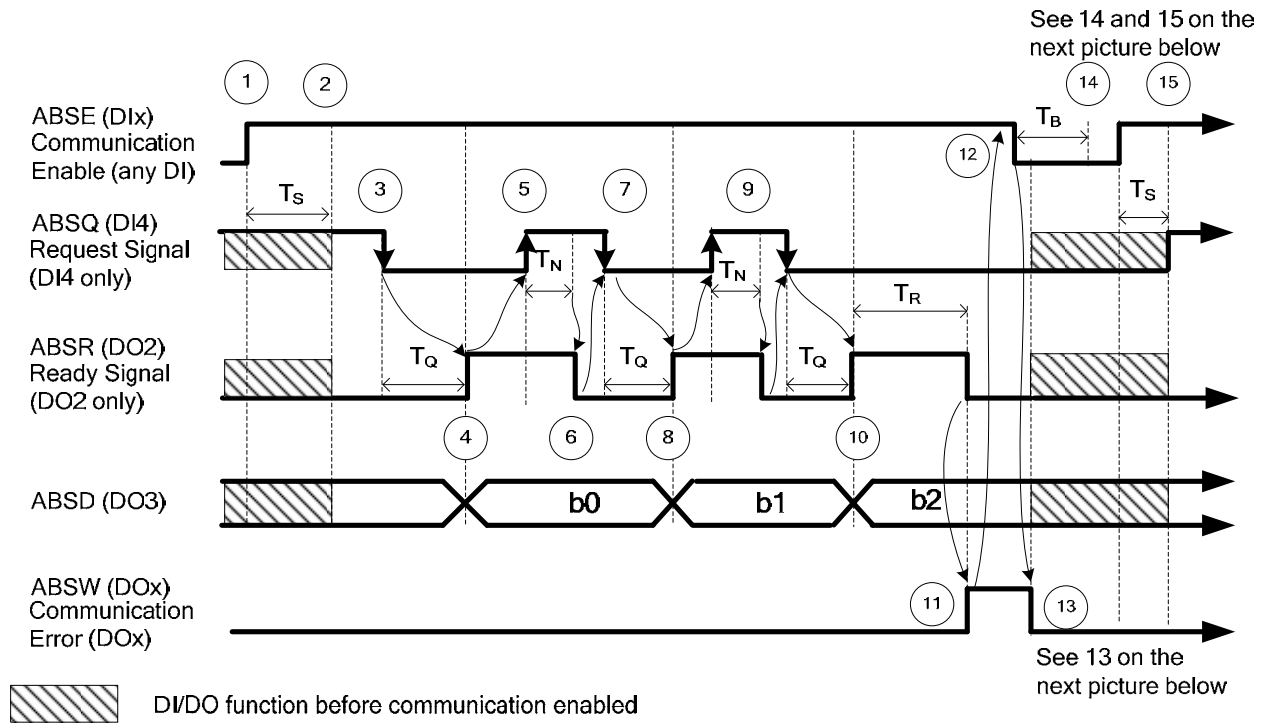 See 14 and 15 on the
next picture below
1
2
14
15
ABSE (DIx)
Communication
Enable (any DI)
TB
12
TS
3
5
7
9
TS
ABSQ (DI4)
Request Signal
(DI4 only)
TN
TN
TR
ABSR (DO2)
Ready Signal
(DO2 only)
TQ
TQ
TQ
4
6
8
10
ABSD (DO3)
b0
b1
b2
ABSW (DOx)
Communication
Error (DOx)
11
13
See 13 on the
next picture below
DI/DO function before communication enabled